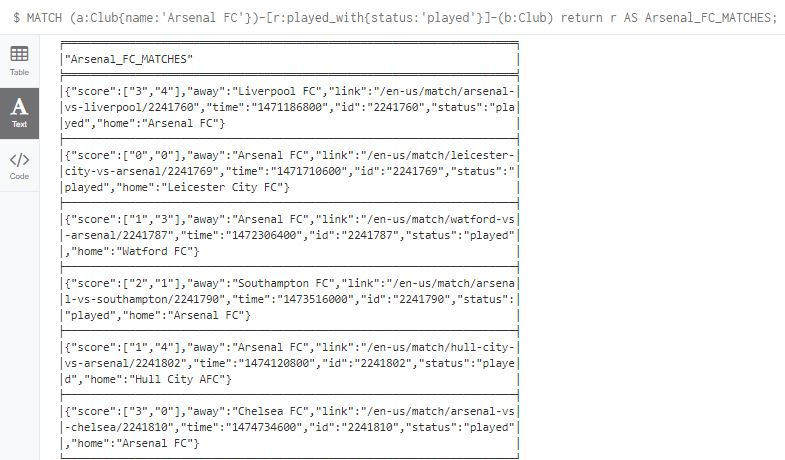 $ MATCH (a:Club{name:'Arsenal FC'})-[r:played_with{status:'played'}]-(b:Club) return r AS Arsenal_FC_MATCHES;
Table
A
Text
</>
Code
"Arsenal_FC_MATCHES"
{"score":["3","4"],"away":"Liverpool FC","link":"/en-us/match/arsenal-
vs-liverpool/2241760","time":"1471186800","id":"2241760","status":"pla
yed","home":"Arsenal FC"}
{"score":["0","0"],"away":"Arsenal FC","link":"/en-us/match/leicester-
city-vs-arsenal/2241769","time":"1471710600","id":"2241769","status":"
played","home":"Leicester City FC"}
{"score":["1","3"],"away":"Arsenal FC","link":"/en-us/match/watford-vs
-arsenal/2241787","time":"1472306400","id":"2241787","status":"played"
,"home":"Watford FC"}
{"score":["2","1"],"away":"Southampton FC","link":"/en-us/match/arsena
l-vs-southampton/2241790","time":"1473516000","id":"2241790","status":
"played","home":"Arsenal FC"}
{"score":["1","4"],"away":"Arsenal FC","link":"/en-us/match/hull-city-
vs-arsenal/2241802","time":"1474120800","id":"2241802","status":"playe
d","home":"Hull City AFC"}
{"score":["3","0"],"away":"Chelsea FC","link":"/en-us/match/arsenal-vs
-chelsea/2241810","time":"1474734600","id":"2241810","status":"played"
,"home":"Arsenal FC"}